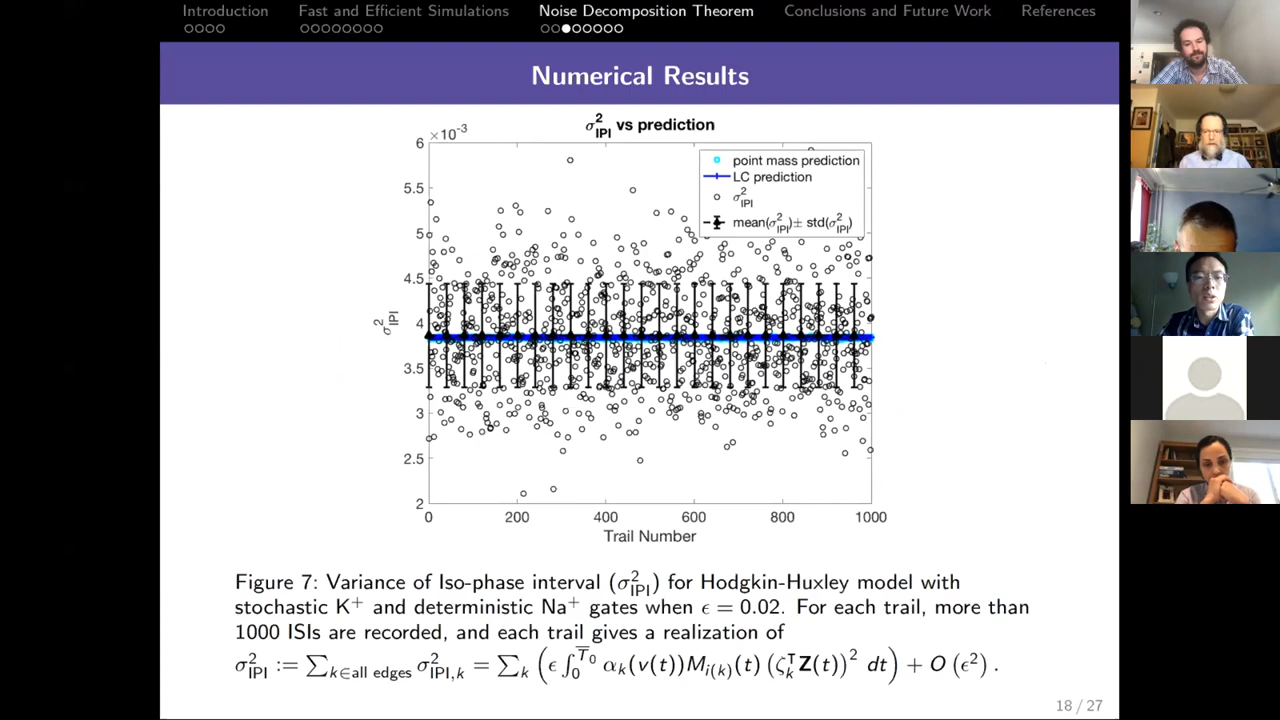 Introduction Fast and Efficient Simulations Noise Decomposition Theorem Conclusions and Future Work References
Numerical Results
σ²IPI vs prediction
×10⁻³
point mass prediction
LC prediction
σ²IPI
mean(σ²IPI)± std(σ²IPI)
6
5.5
5
4.5
4
3.5
3
2.5
2
σ²IPI
0 200 400 600 800 1000
Trail Number
Figure 7: Variance of Iso-phase interval (σ²IPI) for Hodgkin-Huxley model with
stochastic K⁺ and deterministic Na⁺ gates when ϵ = 0.02. For each trail, more than
1000 ISIs are recorded, and each trail gives a realization of
σ²IPI := ∑k∈all edges σ²IPI,k = ∑k (ϵ ∫₀^T̅₀ αk(v(t))Mi(k)(t) (ζk⊺Z(t))² dt) + O (ϵ²) .
18 / 27